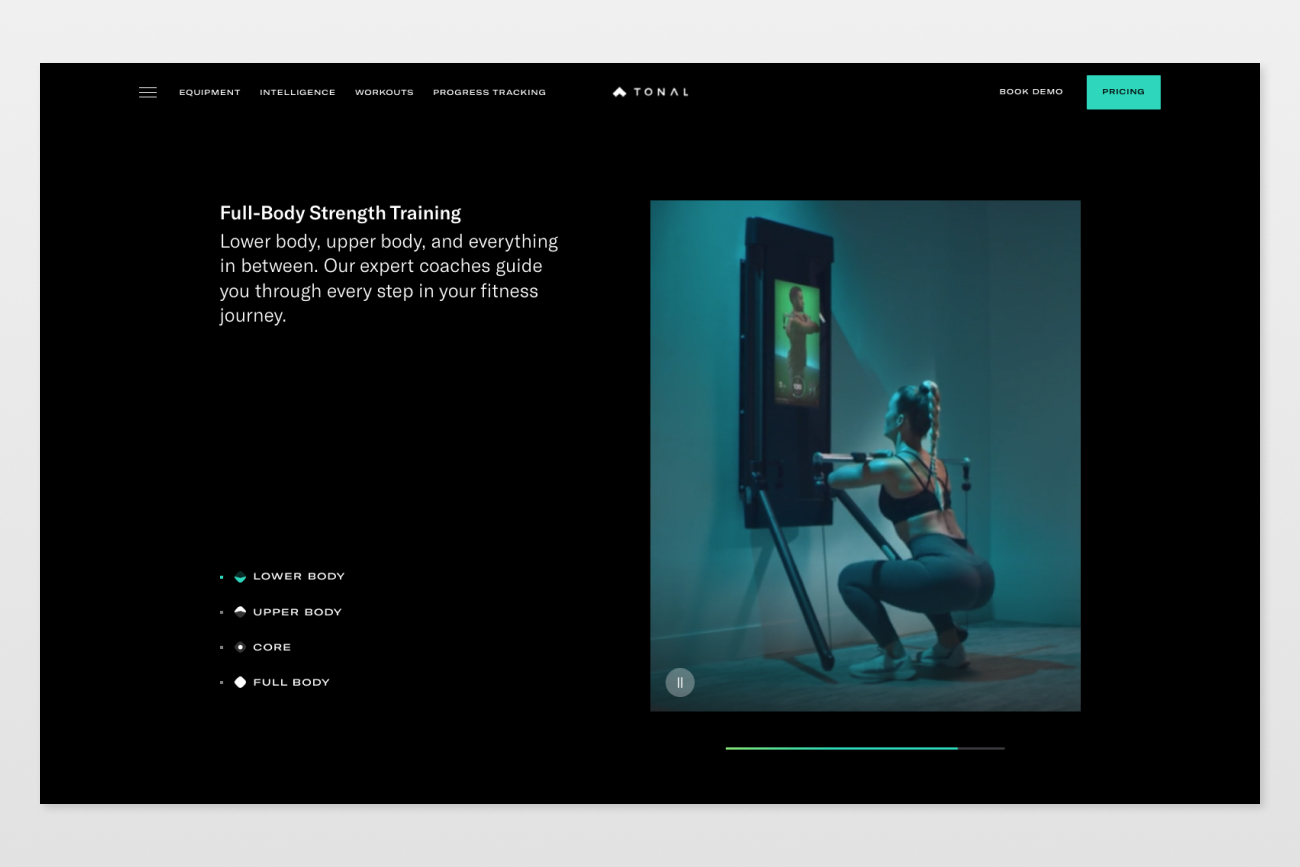 EQUIPMENT INTELLIGENCE WORKOUTS PROGRESS TRACKING TONAL BOOK DEMO PRICING
Full-Body Strength Training
Lower body, upper body, and everything
in between. Our expert coaches guide
you through every step in your fitness
journey.
LOWER BODY
UPPER BODY
CORE
FULL BODY